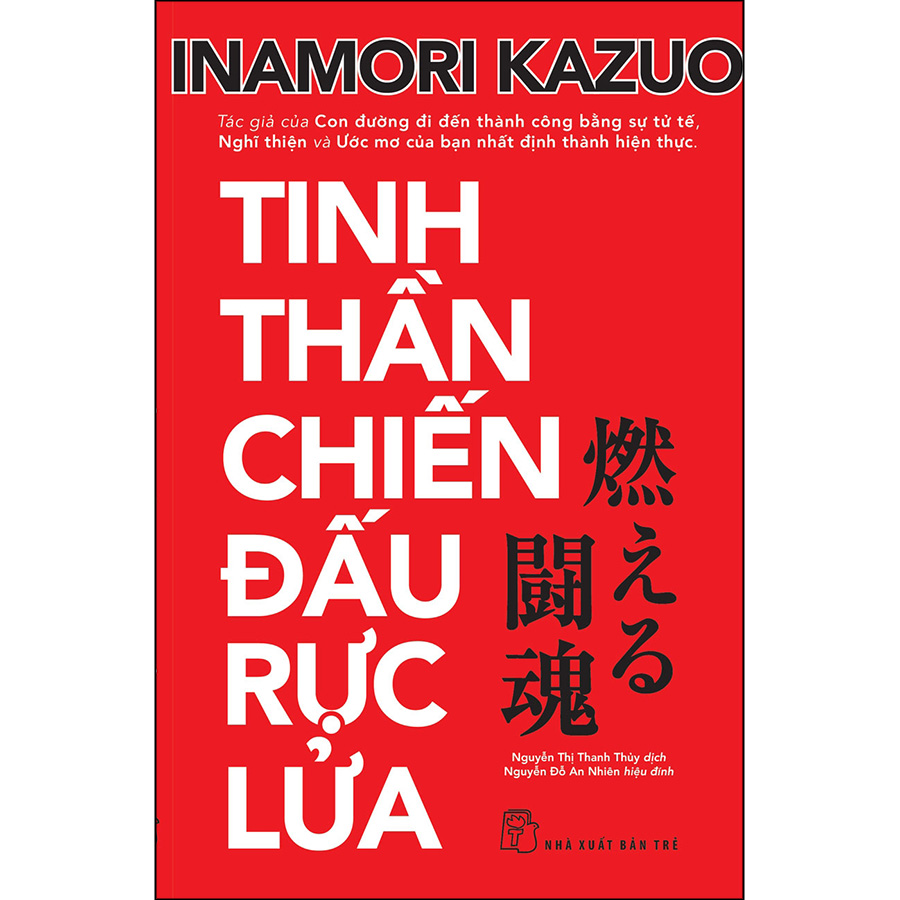 INAMORI KAZUO
Tác giả của Con đường đi đến thành công bằng sự tử tế,
Nghĩ thiện và Ước mơ của bạn nhất định thành hiện thực.
TINH
THẦN
CHIẾN
ĐẤU
RỰC
LỬA
燃える
闘魂
Nguyễn Thị Thanh Thủy dịch
Nguyễn Đỗ An Nhiên hiệu đính
NHÀ XUẤT BẢN TRẺ